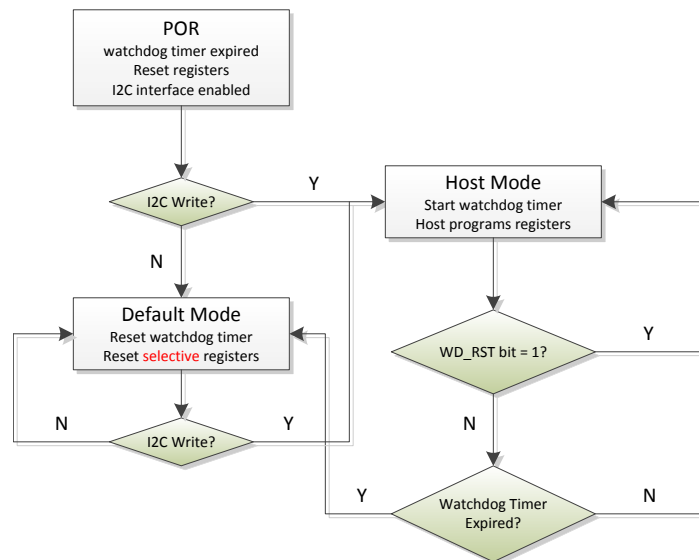 POR
watchdog timer expired
Reset registers
I2C interface enabled
I2C Write?
Y
N
Host Mode
Start watchdog timer
Host programs registers
Default Mode
Reset watchdog timer
Reset selective registers
WD_RST bit = 1?
Y
N
I2C Write?
N
Y
Watchdog Timer
Expired?
Y
N